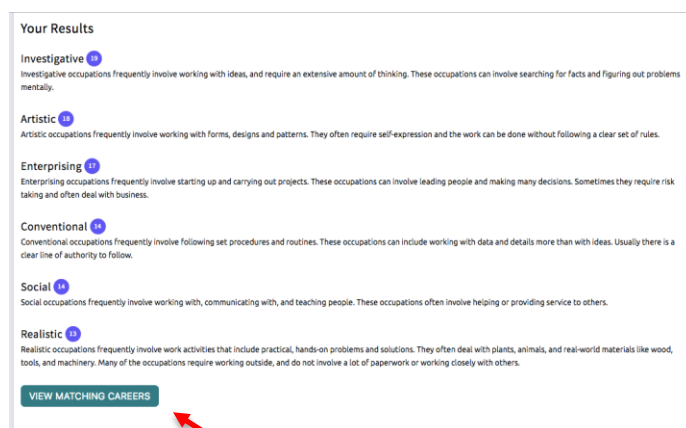 Your Results
Investigative 19
Investigative occupations frequently involve working with ideas, and require an extensive amount of thinking. These occupations can involve searching for facts and figuring out problems
mentally.
Artistic 18
Artistic occupations frequently involve working with forms, designs and patterns. They often require self-expression and the work can be done without following a clear set of rules.
Enterprising 17
Enterprising occupations frequently involve starting up and carrying out projects. These occupations can involve leading people and making many decisions. Sometimes they require risk
taking and often deal with business.
Conventional 14
Conventional occupations frequently involve following set procedures and routines. These occupations can include working with data and details more than with ideas. Usually there is a
clear line of authority to follow.
Social 14
Social occupations frequently involve working with, communicating with, and teaching people. These occupations often involve helping or providing service to others.
Realistic 13
Realistic occupations frequently involve work activities that include practical, hands-on problems and solutions. They often deal with plants, animals, and real-world materials like wood,
tools, and machinery. Many of the occupations require working outside, and do not involve a lot of paperwork or working closely with others.
VIEW MATCHING CAREERS